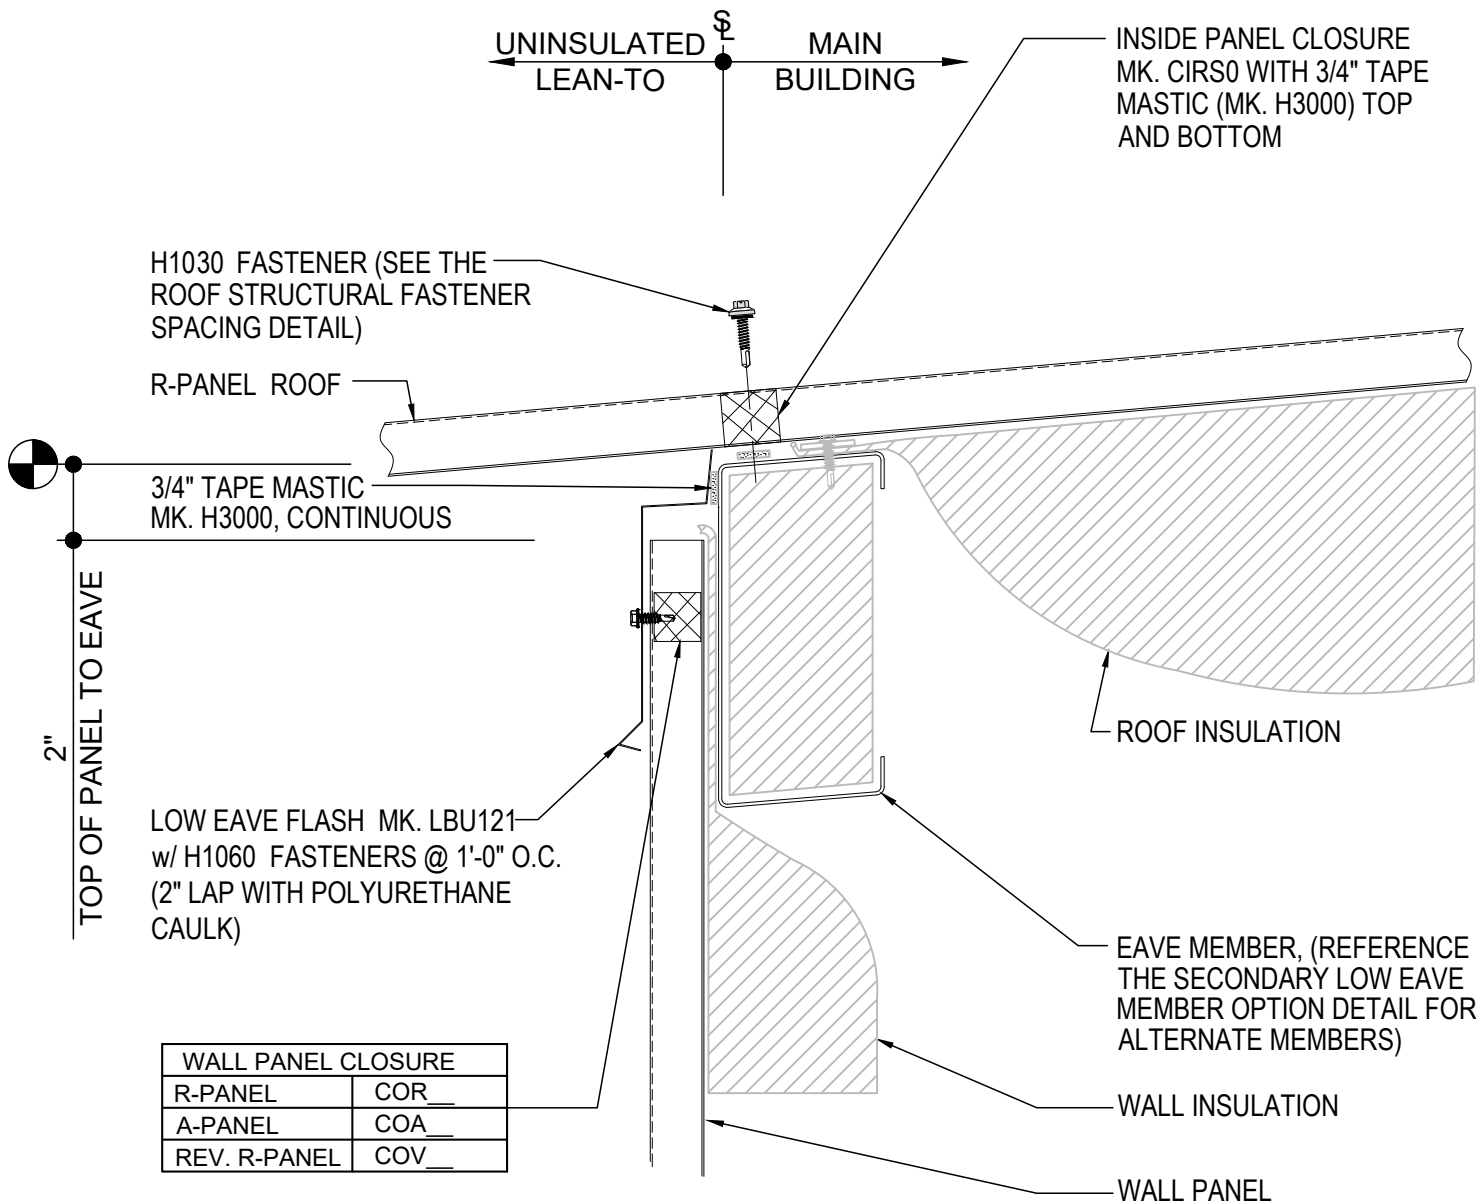 UNINSULATED
LEAN-TO
MAIN
BUILDING
INSIDE PANEL CLOSURE
MK. CIRS0 WITH 3/4" TAPE
MASTIC (MK. H3000) TOP
AND BOTTOM
H1030 FASTENER (SEE THE
ROOF STRUCTURAL FASTENER
SPACING DETAIL)
R-PANEL ROOF
3/4" TAPE MASTIC
MK. H3000, CONTINUOUS
2"
TOP OF PANEL TO EAVE
ROOF INSULATION
LOW EAVE FLASH MK. LBU121
w/ H1060 FASTENERS @ 1'-0" O.C.
(2" LAP WITH POLYURETHANE
CAULK)
EAVE MEMBER, (REFERENCE
THE SECONDARY LOW EAVE
MEMBER OPTION DETAIL FOR
ALTERNATE MEMBERS)
WALL PANEL CLOSURE
R-PANEL COR__
A-PANEL COA__
REV. R-PANEL COV__
WALL INSULATION
WALL PANEL